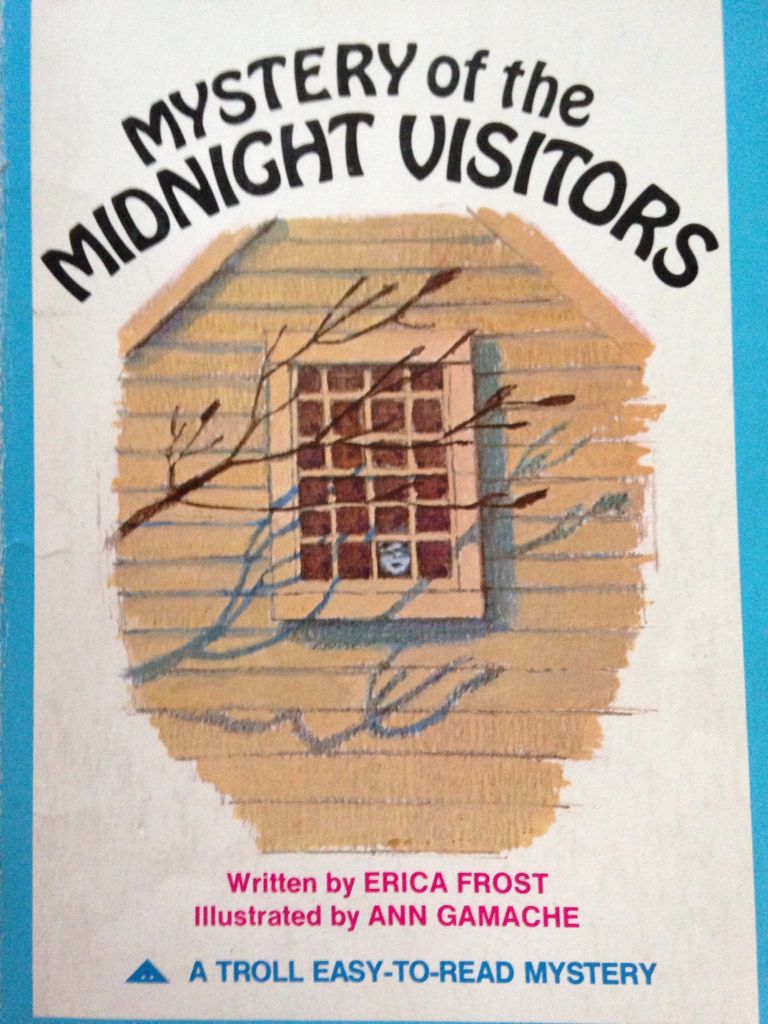 MYSTERY of the
MIDNIGHT VISITORS
Written by ERICA FROST
Illustrated by ANN GAMACHE
A TROLL EASY-TO-READ MYSTERY